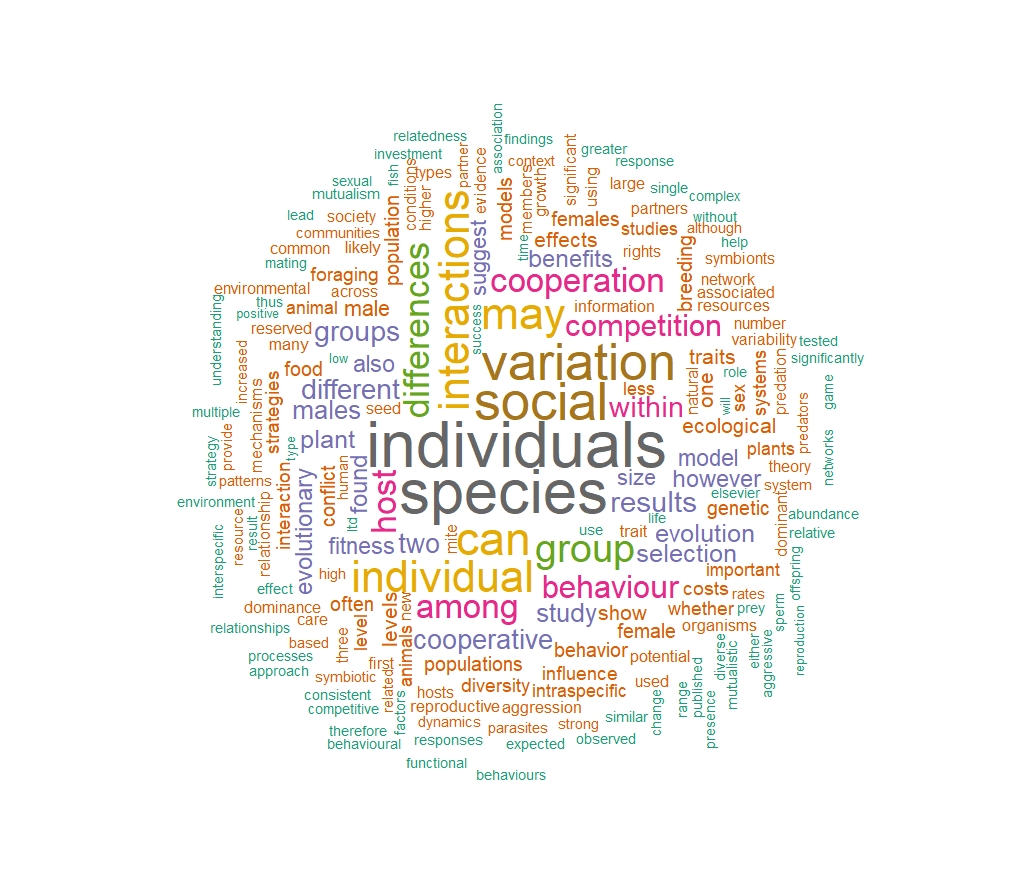 association
relatedness
findings
investment
partner
evidence
context
significant
greater
response
fish
conditions
types
sexual
mutualism
higher
members
growth
using
large
single
complex
lead
society
population
interactions
suggest
models
females
partners
without
communities
studies
although
common
likely
differences
time
effects
rights
breeding
help
mating
foraging
benefits
symbionts
environmental
across
cooperation
network
associated
understanding
thus
positive
animal
male
success
may
information
resources
reserved
groups
competition
number
many
variability
tested
increased
low
also
variation
traits
significantly
food
different
less
natural
one
role
will
sex
systems
predation
game
multiple
strategies
males
seed
social
within
predators
strategy
provide
mechanisms
type
plant
individuals
ecological
networks
patterns
human
found
host
model
plants
theory
environment
interaction
conflict
evolutionary
ltd
species
size
however
system
elsevier
resource
result
relationship
results
genetic
dominant
abundance
interspecific
fitness
two
mite
can
use
life
trait
evolution
relative
group
selection
effect
high
individual
important
offspring
dominance
often
levels
new
among
behaviour
costs
rates
care
level
study
show
whether
prey
sperm
reproduction
relationships
based
three
animals
cooperative
female
organisms
diverse
either
aggressive
processes
behavior
approach
first
populations
potential
symbiotic
related
influence
published
mutualistic
consistent
hosts
diversity
intraspecific
used
range
competitive
factors
reproductive
aggression
change
presence
dynamics
parasites
strong
similar
therefore
behavioural
responses
expected
observed
functional
behaviours